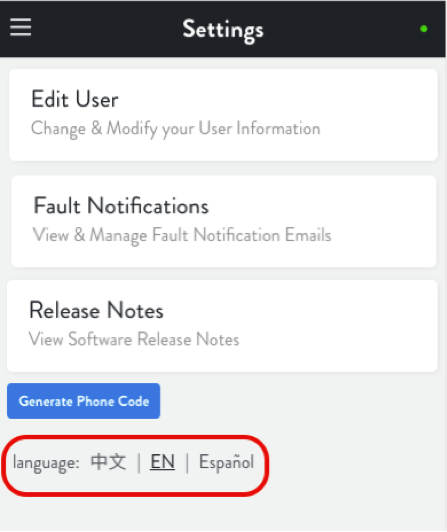 Settings
Edit User
Change & Modify your User Information
Fault Notifications
View & Manage Fault Notification Emails
Release Notes
View Software Release Notes
Generate Phone Code
language: 中文 | EN | Español